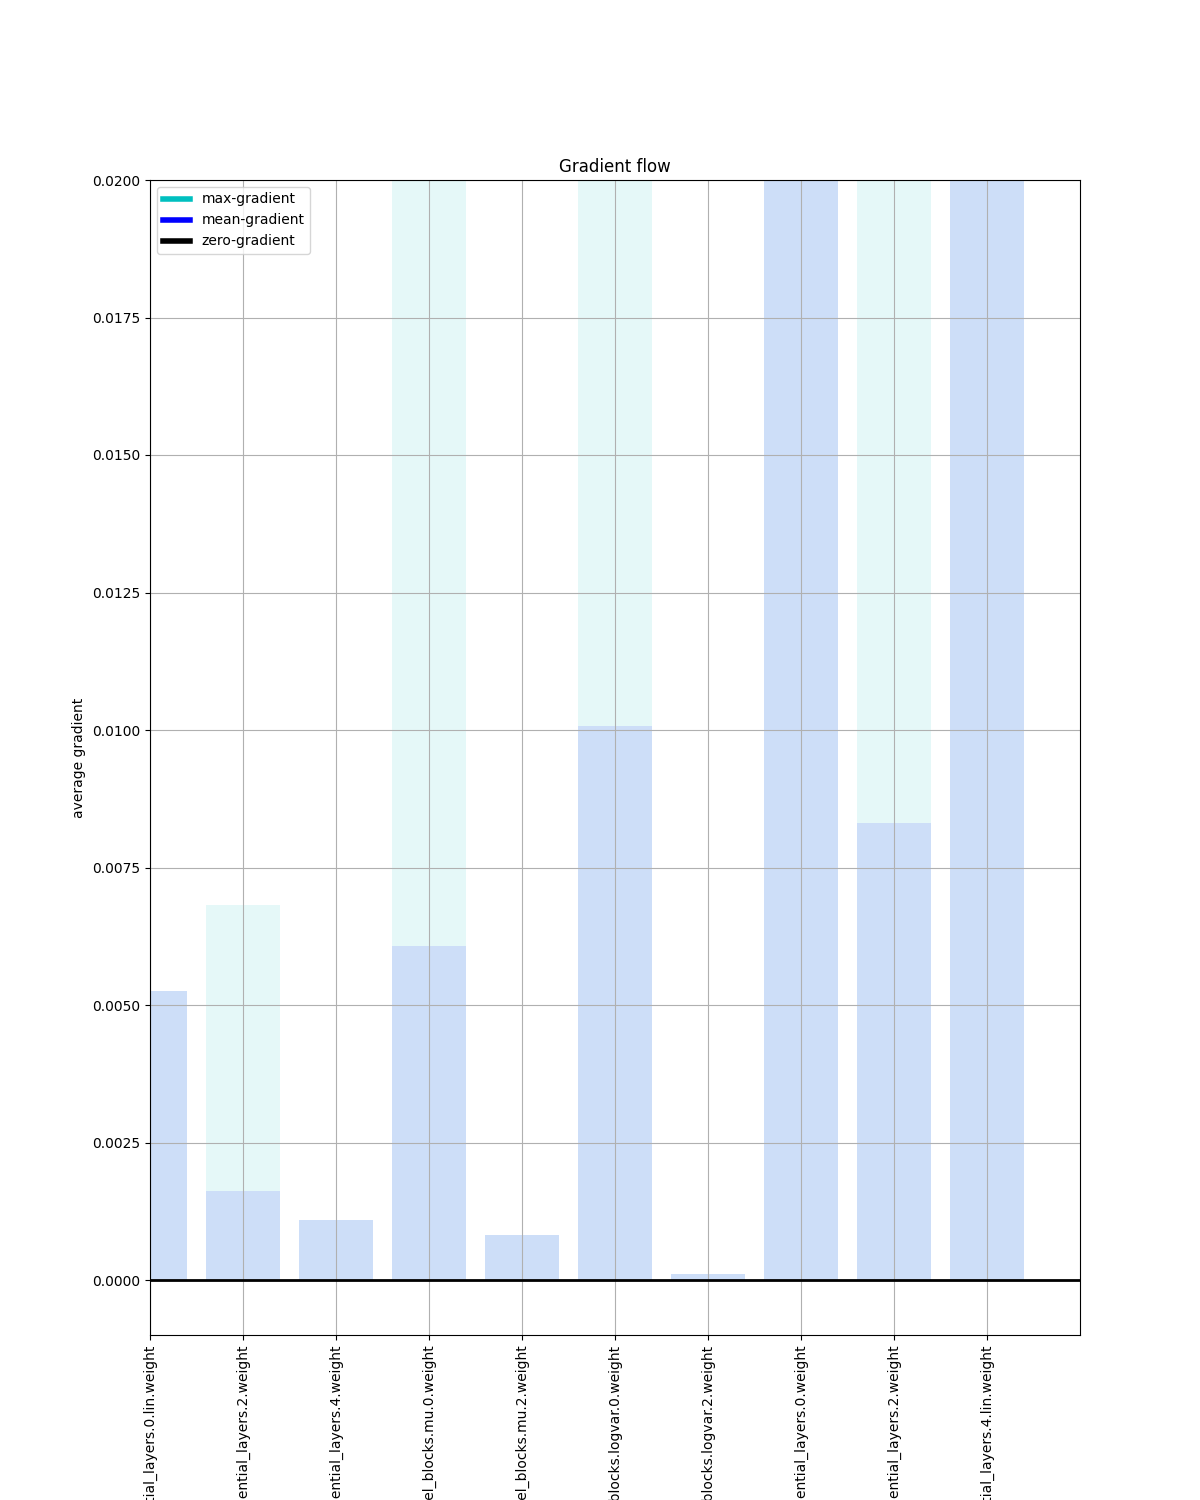 Gradient flow
max-gradient
mean-gradient
zero-gradient
0.0200
0.0175
0.0150
0.0125
0.0100
0.0075
0.0050
0.0025
0.0000
average gradient
tial_layers.0.lin.weight
ential_layers.2.weight
ential_layers.4.weight
el_blocks.mu.0.weight
el_blocks.mu.2.weight
blocks.logvar.0.weight
blocks.logvar.2.weight
ential_layers.0.weight
ential_layers.2.weight
tial_layers.4.lin.weight